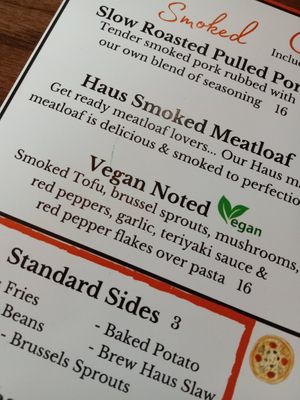 Smoked
Slow Roasted Pulled
Tender smoked pork rubbed with
our own blend of seasoning 16
Haus Smoked Meatloaf
Get ready meatloaf lovers... Our Haus
meatloaf is delicious & smoked to
Vegan Noted Vegan
Smoked Tofu, brussel sprouts, mushrooms,
red peppers, garlic, teriyaki sauce &
red pepper flakes over pasta 16
Standard Sides 3
Fries
Beans
- Brussels Sprouts
- Baked Potato
- Brew Haus Slaw